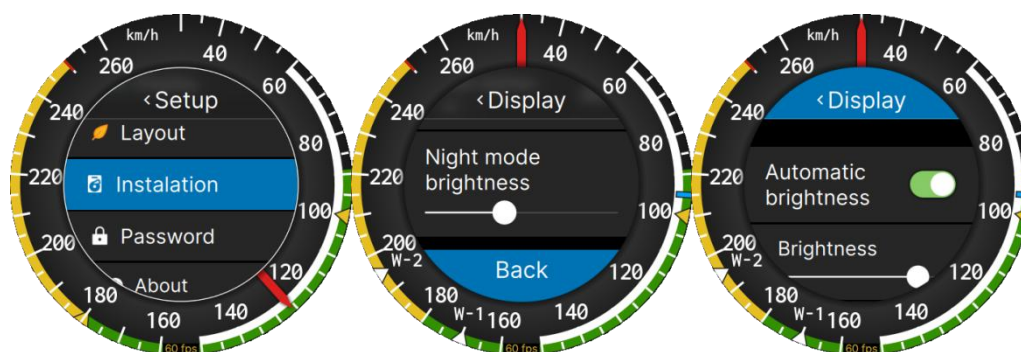 km/h
40
60
80
100
120
140
160
180
200
220
240
260
‹Setup
Layout
Instalation
Password
About
60 fps
km/h
40
60
80
100
120
140
160
180
200
220
240
260
W-2
W-1
‹Display
Night mode
brightness
Back
60 fps
km/h
40
60
80
100
120
140
160
180
200
220
240
260
W-2
W-1
‹Display
Automatic
brightness
Brightness
60 fps